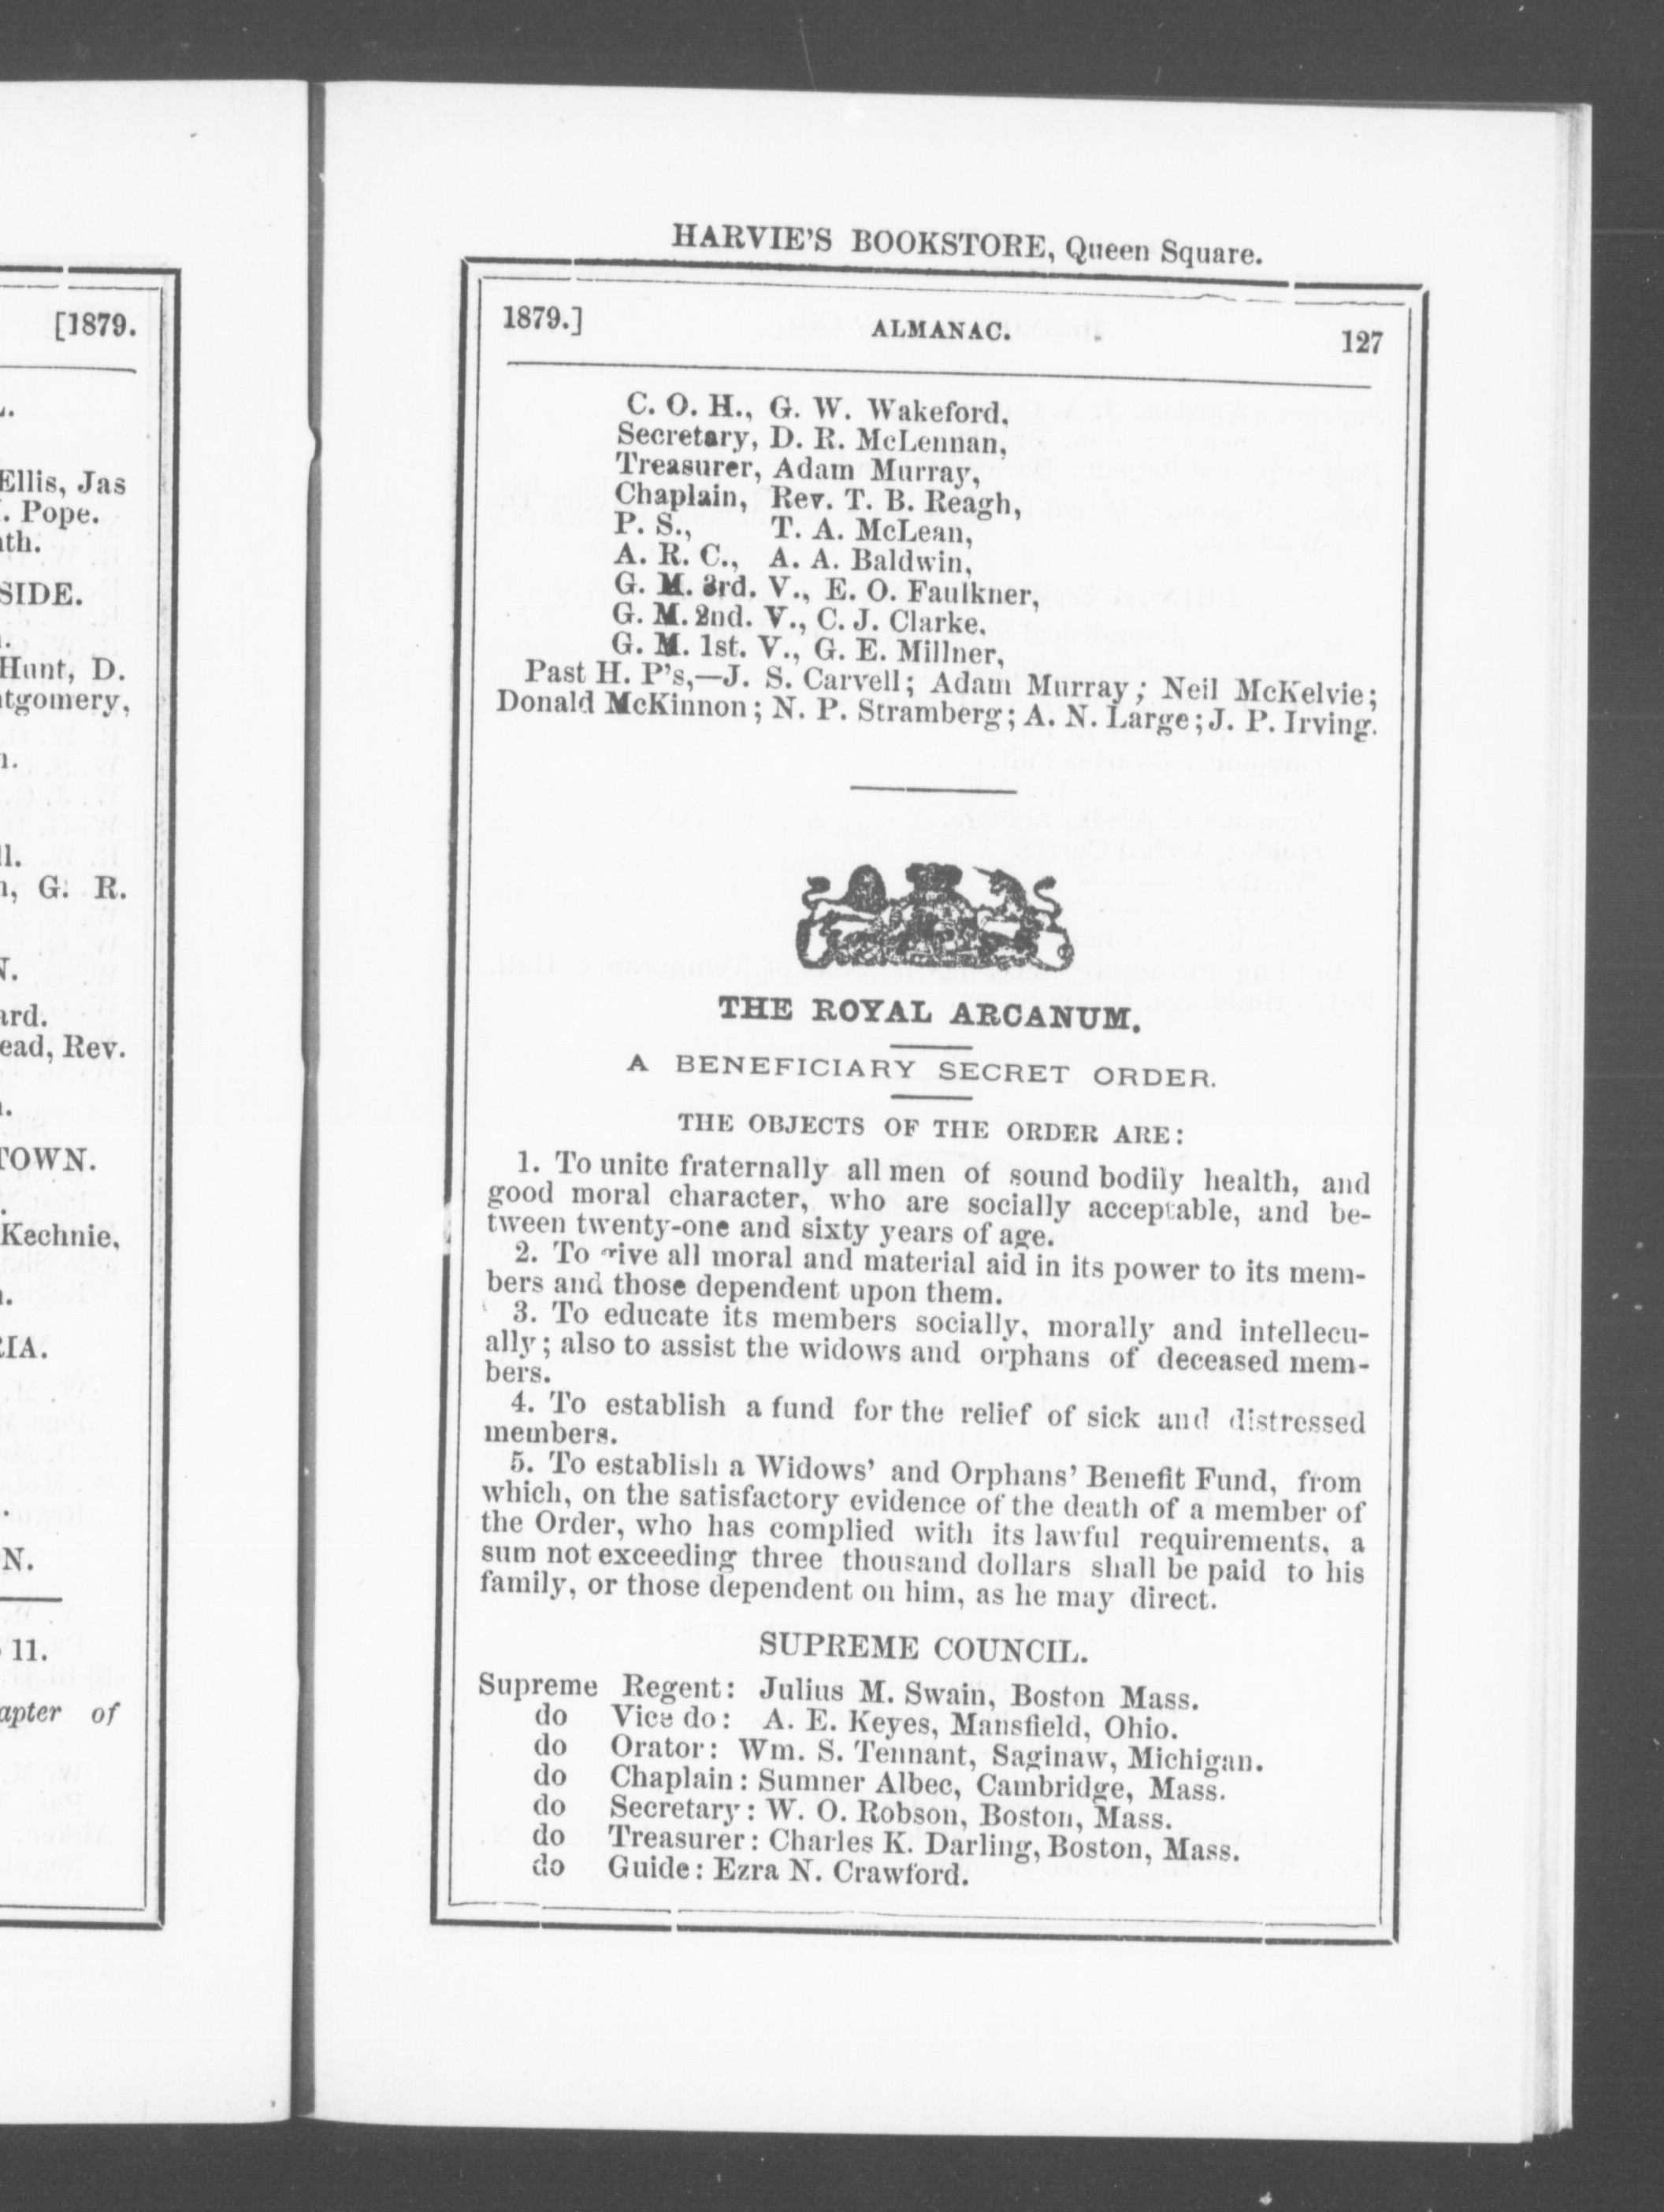 [1879.
Ellis, Jas
Pope.
SIDE.
Hunt, D.
tgomery,
G. R.
ard.
ead, Rev.
TOWN.
Kechnie,
IA.
N.
11.
apter of
HARVIE'S BOOKSTORE, Queen Square.
1879.] ALMANAC. 127
C. O. H., G. W. Wakeford,
Secretary, D. R. McLennan,
Treasurer, Adam Murray,
Chaplain, Rev. T. B. Reagh,
P. S., T. A. McLean,
A. R. C., A. A. Baldwin,
G. M. 3rd. V., E. O. Faulkner,
G. M. 2nd. V., C. J. Clarke.
G. M. 1st. V., G. E. Millner,
Past H. P's,—J. S. Carvell; Adam Murray; Neil McKelvie;
Donald McKinnon; N. P. Stramberg; A. N. Large; J. P. Irving.
THE ROYAL ARCANUM.
A BENEFICIARY SECRET ORDER.
THE OBJECTS OF THE ORDER ARE:
1. To unite fraternally all men of sound bodily health, and
good moral character, who are socially acceptable, and be-
tween twenty-one and sixty years of age.
2. To give all moral and material aid in its power to its mem-
bers and those dependent upon them.
3. To educate its members socially, morally and intellecu-
ally; also to assist the widows and orphans of deceased mem-
bers.
4. To establish a fund for the relief of sick and distressed
members.
5. To establish a Widows' and Orphans' Benefit Fund, from
which, on the satisfactory evidence of the death of a member of
the Order, who has complied with its lawful requirements, a
sum not exceeding three thousand dollars shall be paid to his
family, or those dependent on him, as he may direct.
SUPREME COUNCIL.
Supreme Regent: Julius M. Swain, Boston Mass.
do Vice do: A. E. Keyes, Mansfield, Ohio.
do Orator: Wm. S. Tennant, Saginaw, Michigan.
do Chaplain: Sumner Albec, Cambridge, Mass.
do Secretary: W. O. Robson, Boston, Mass.
do Treasurer: Charles K. Darling, Boston, Mass.
do Guide: Ezra N. Crawford.